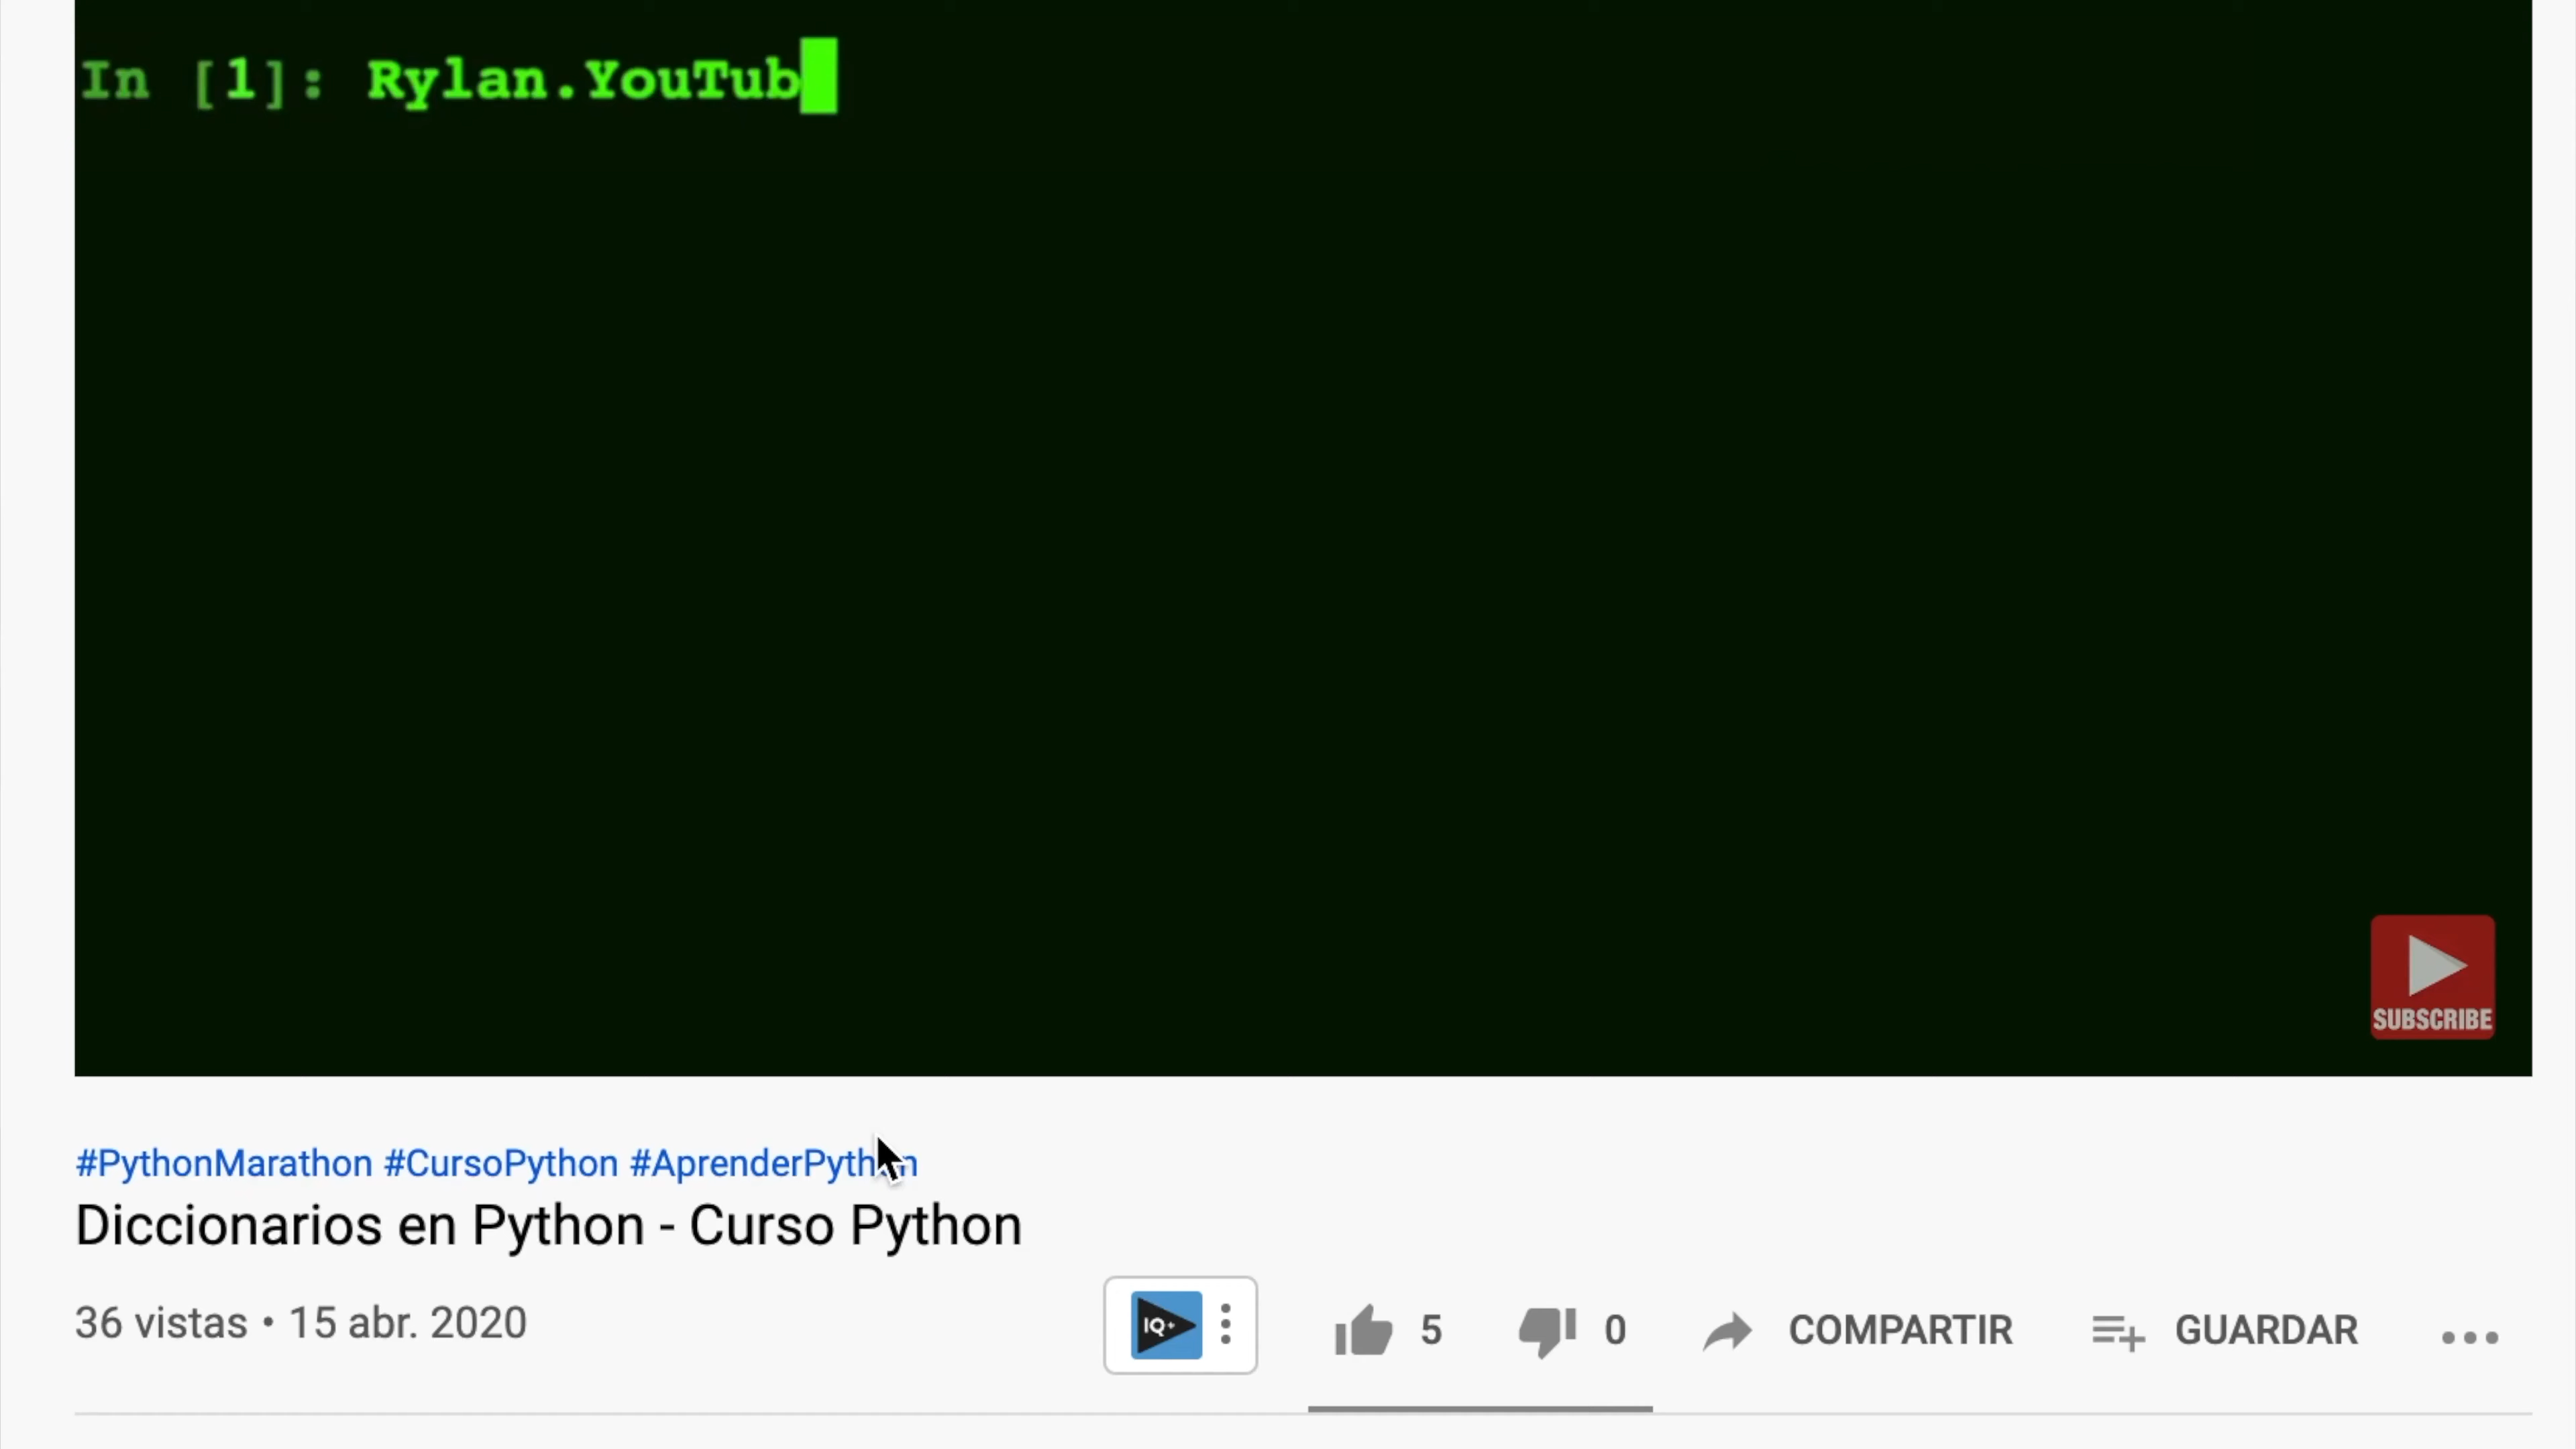 In [1]: Rylan.YouTub
SUBSCRIBE
#PythonMarathon #CursoPython #AprenderPython
Diccionarios en Python - Curso Python
36 vistas • 15 abr. 2020
IQ+
5
0
COMPARTIR
GUARDAR